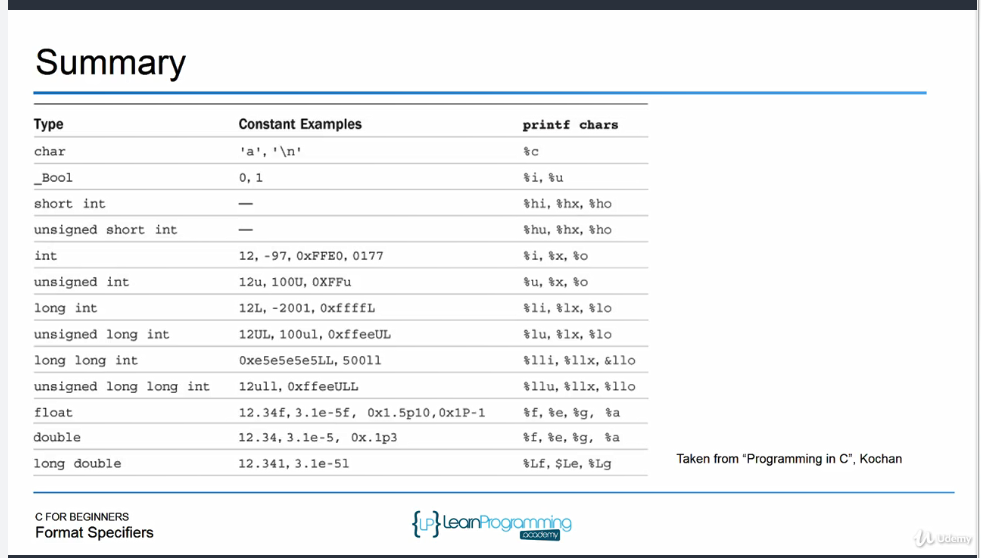 Summary
Type Constant Examples printf chars
char 'a', '\n' %c
_Bool 0, 1 %i, %u
short int — %hi, %hx, %ho
unsigned short int — %hu, %hx, %ho
int 12, -97, 0xFFE0, 0177 %i, %x, %o
unsigned int 12u, 100U, 0XFFu %u, %x, %o
long int 12L, -2001, 0xffffL %li, %lx, %lo
unsigned long int 12UL, 100ul, 0xffeeUL %lu, %lx, %lo
long long int 0xe5e5e5e5LL, 500ll %lli, %llx, &llo
unsigned long long int 12ull, 0xffeeULL %llu, %llx, %llo
float 12.34f, 3.1e-5f, 0x1.5p10, 0x1P-1 %f, %e, %g, %a
double 12.34, 3.1e-5, 0x.1p3 %f, %e, %g, %a
long double 12.341, 3.1e-5l %Lf, $Le, %Lg
Taken from “Programming in C”, Kochan
C FOR BEGINNERS
Format Specifiers
{LP} LearnProgramming
academy
Udemy